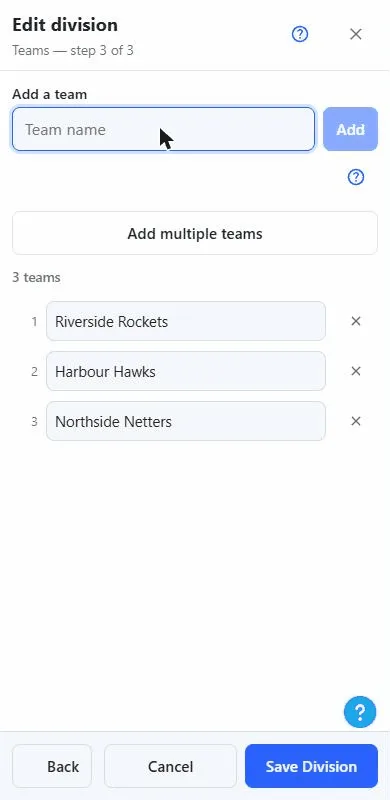 Edit division
Teams — step 3 of 3
Add a team
Team name
Add
Add multiple teams
3 teams
1 Riverside Rockets
2 Harbour Hawks
3 Northside Netters
Back
Cancel
Save Division